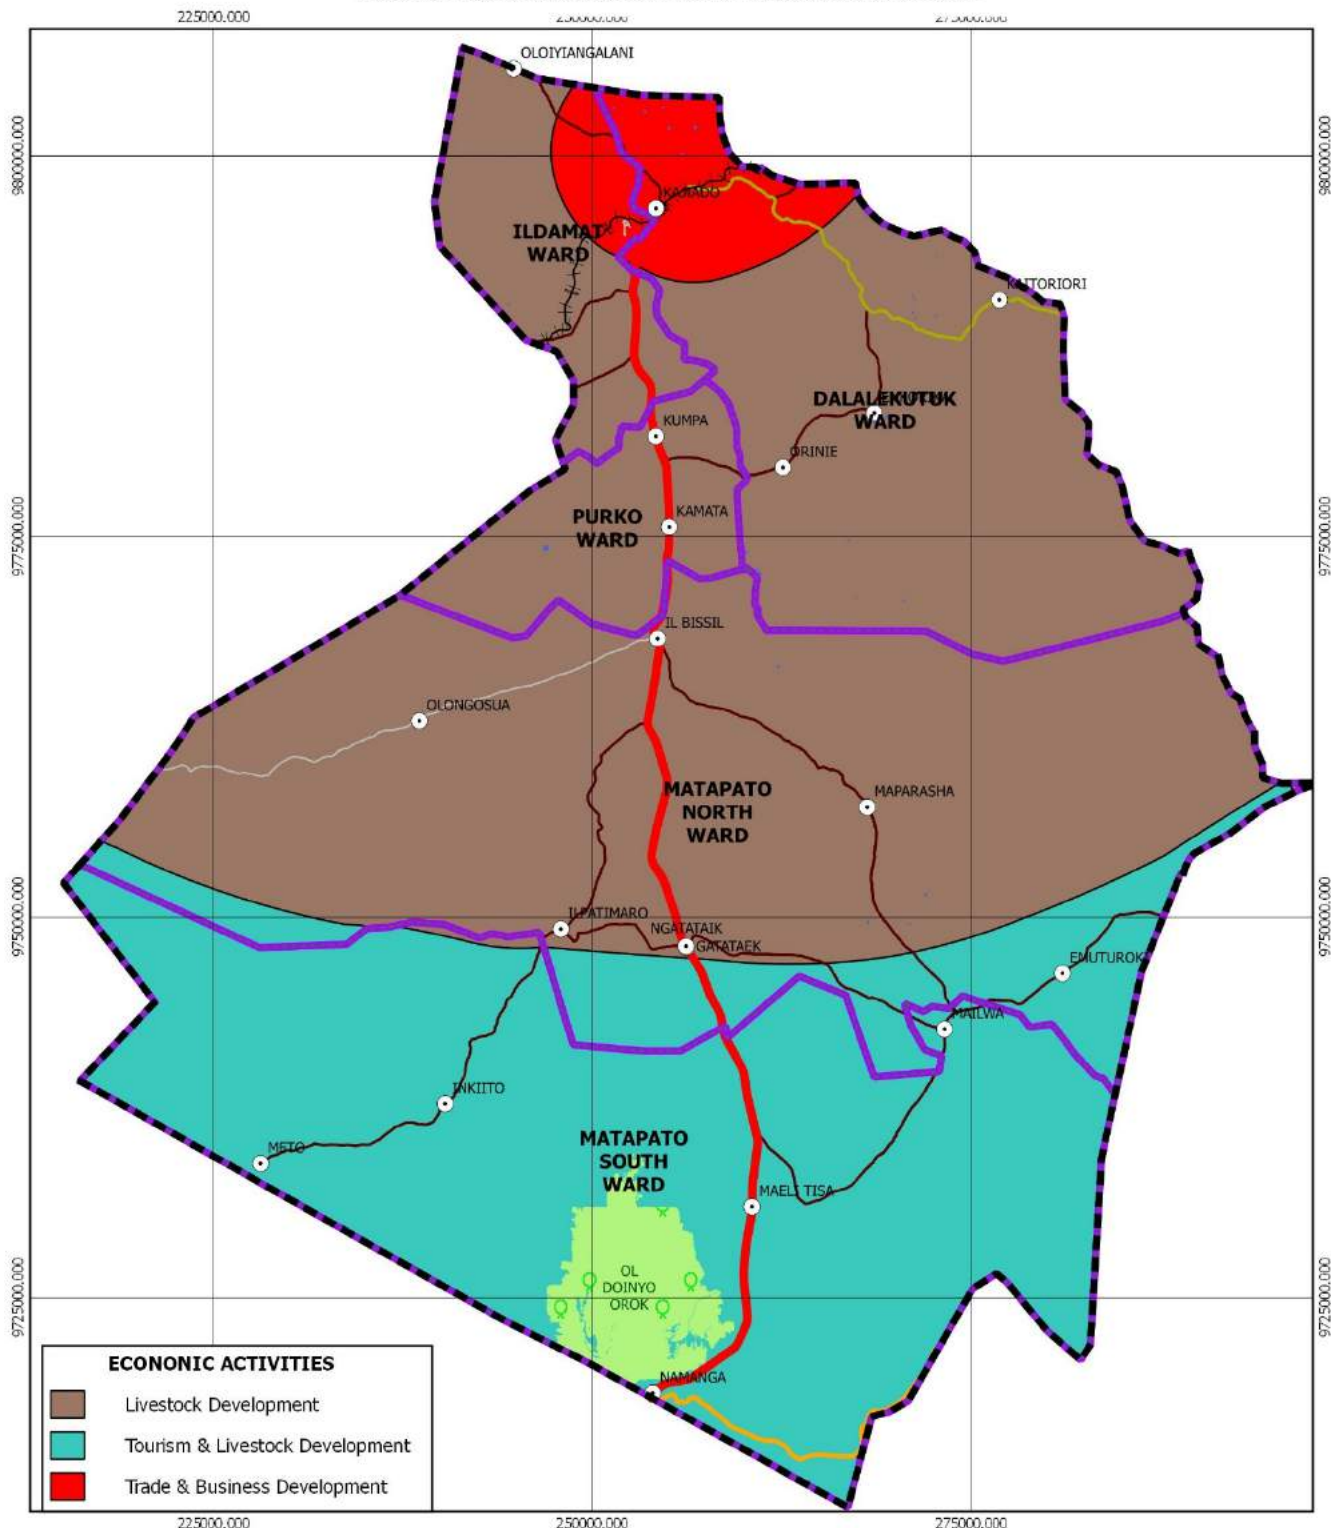 225000.000
250000.000
275000.000
OLOIYIANGALANI
9800000.000
9800000.000
KAJIADO
ILDAMAT
WARD
KAITORIORI
DALALEKUTUK
WARD
KUMPA
ORINIE
PURKO
WARD
KAMATA
9775000.000
9775000.000
IL BISSIL
OLONGOSUA
MATAPATO
NORTH
WARD
MAPARASHA
9750000.000
9750000.000
ILPATIMARO
NGATATAIK
GATATAEK
EMUTUROK
MAILWA
INKIITO
METO
MATAPATO
SOUTH
WARD
MAELI TISA
OL
DOINYO
OROK
9725000.000
9725000.000
NAMANGA
ECONONIC ACTIVITIES
Livestock Development
Tourism & Livestock Development
Trade & Business Development
225000.000
250000.000
275000.000